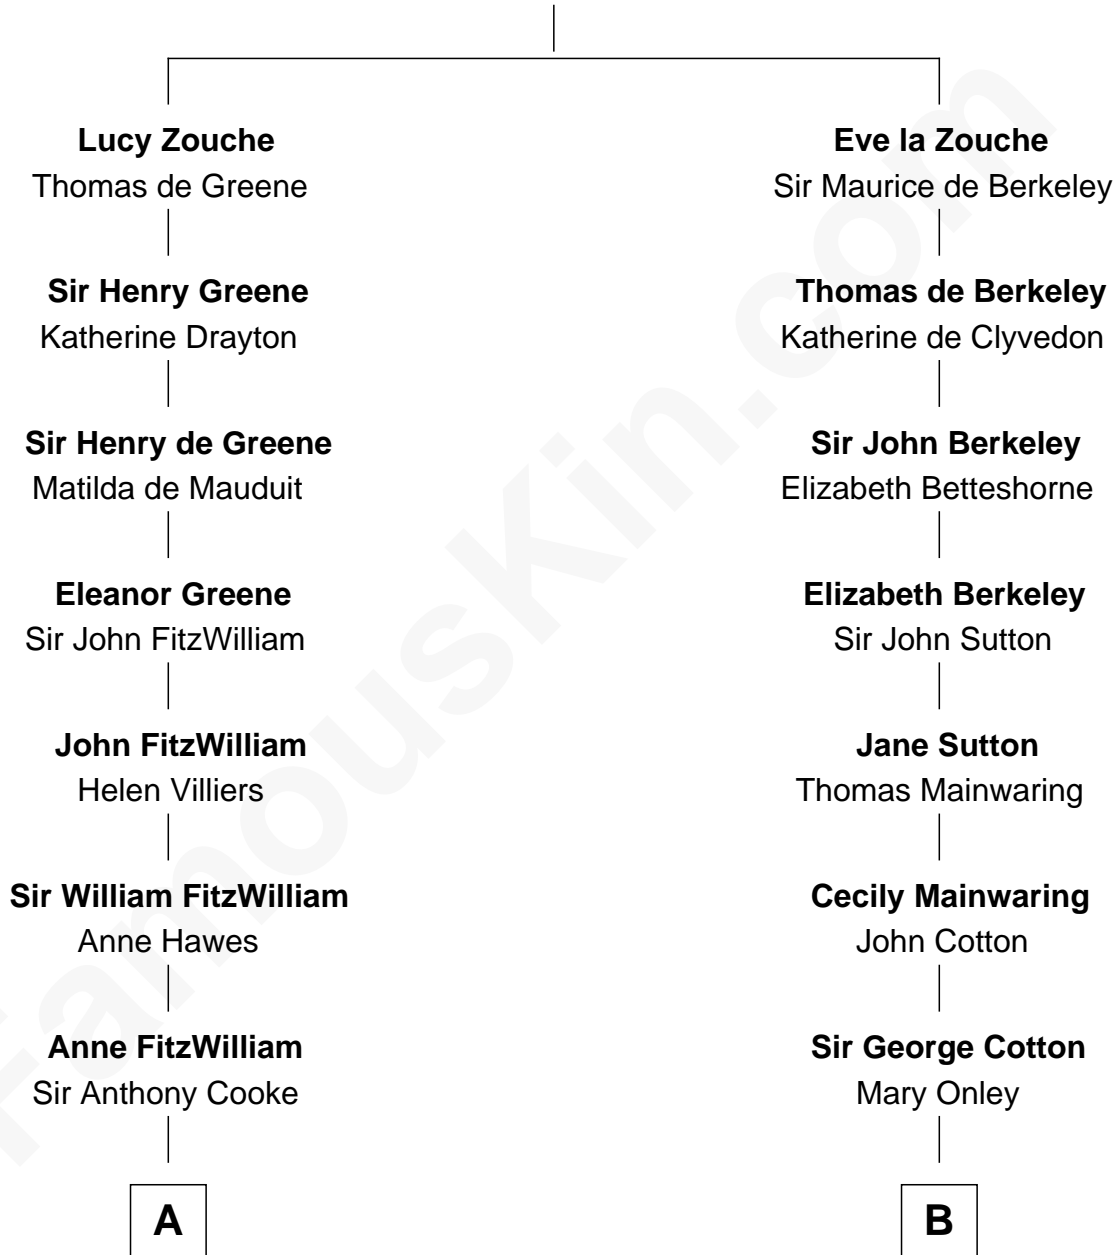 Lucy Zouche
Thomas de Greene
Sir Henry Greene
Katherine Drayton
Sir Henry de Greene
Matilda de Mauduit
Eleanor Greene
Sir John FitzWilliam
John FitzWilliam
Helen Villiers
Sir William FitzWilliam
Anne Hawes
Anne FitzWilliam
Sir Anthony Cooke
A
Eve la Zouche
Sir Maurice de Berkeley
Thomas de Berkeley
Katherine de Clyvedon
Sir John Berkeley
Elizabeth Betteshorne
Elizabeth Berkeley
Sir John Sutton
Jane Sutton
Thomas Mainwaring
Cecily Mainwaring
John Cotton
Sir George Cotton
Mary Onley
B
FamousKin.com